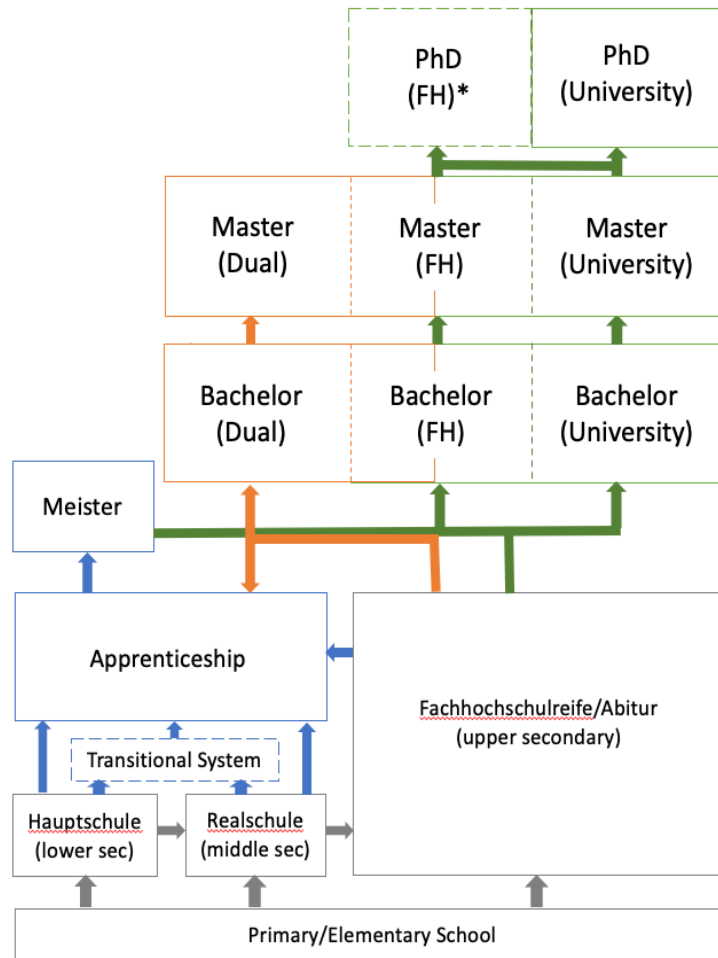 PhD
(FH)*
PhD
(University)
Master
(Dual)
Master
(FH)
Master
(University)
Bachelor
(Dual)
Bachelor
(FH)
Bachelor
(University)
Meister
Apprenticeship
Fachhochschulreife/Abitur
(upper secondary)
Transitional System
Hauptschule
(lower sec)
Realschule
(middle sec)
Primary/Elementary School